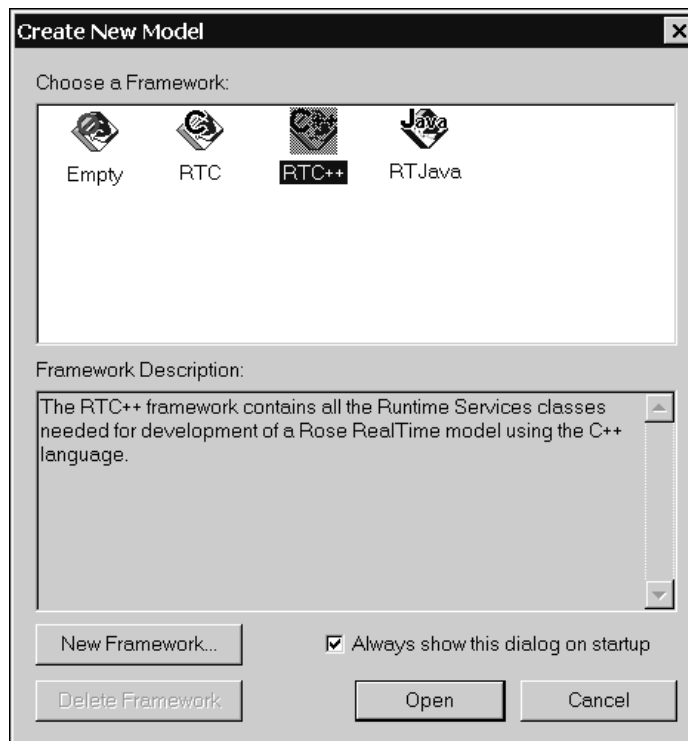 Create New Model
Choose a Framework:
Empty RTC RTC++ RTJava
Framework Description:
The RTC++ framework contains all the Runtime Services classes
needed for development of a Rose RealTime model using the C++
language.
New Framework... Always show this dialog on startup
Delete Framework Open Cancel